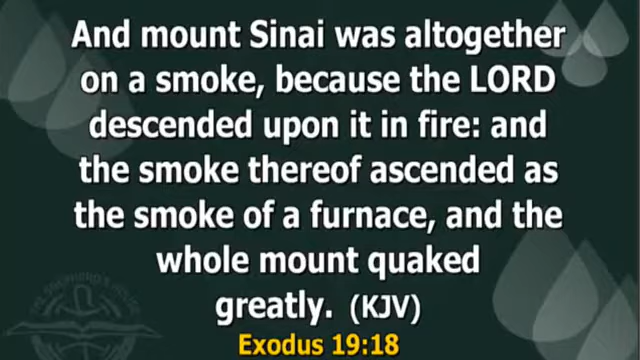 And mount Sinai was altogether
on a smoke, because the LORD
descended upon it in fire: and
the smoke thereof ascended as
the smoke of a furnace, and the
whole mount quaked
greatly. (KJV)
Exodus 19:18